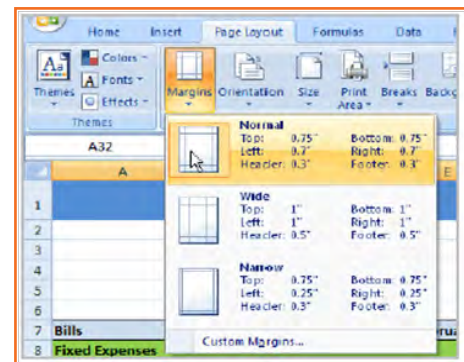 Home Insert Page Layout Formulas Data
Colors
Fonts
Effects
Themes Margins Orientation Size Print Area Breaks
Themes
A32
A E
Normal
Top: 0.75" Bottom: 0.75"
Left: 0.7" Right: 0.7"
Header: 0.3" Footer: 0.3"
1
Wide
Top: 1" Bottom: 1"
Left: 1" Right: 1"
Header: 0.5" Footer: 0.5"
2
3
4
Narrow
Top: 0.75" Bottom: 0.75"
Left: 0.25" Right: 0.25"
Header: 0.3" Footer: 0.3"
5
6
Custom Margins...
7 Bills
8 Fixed Expenses